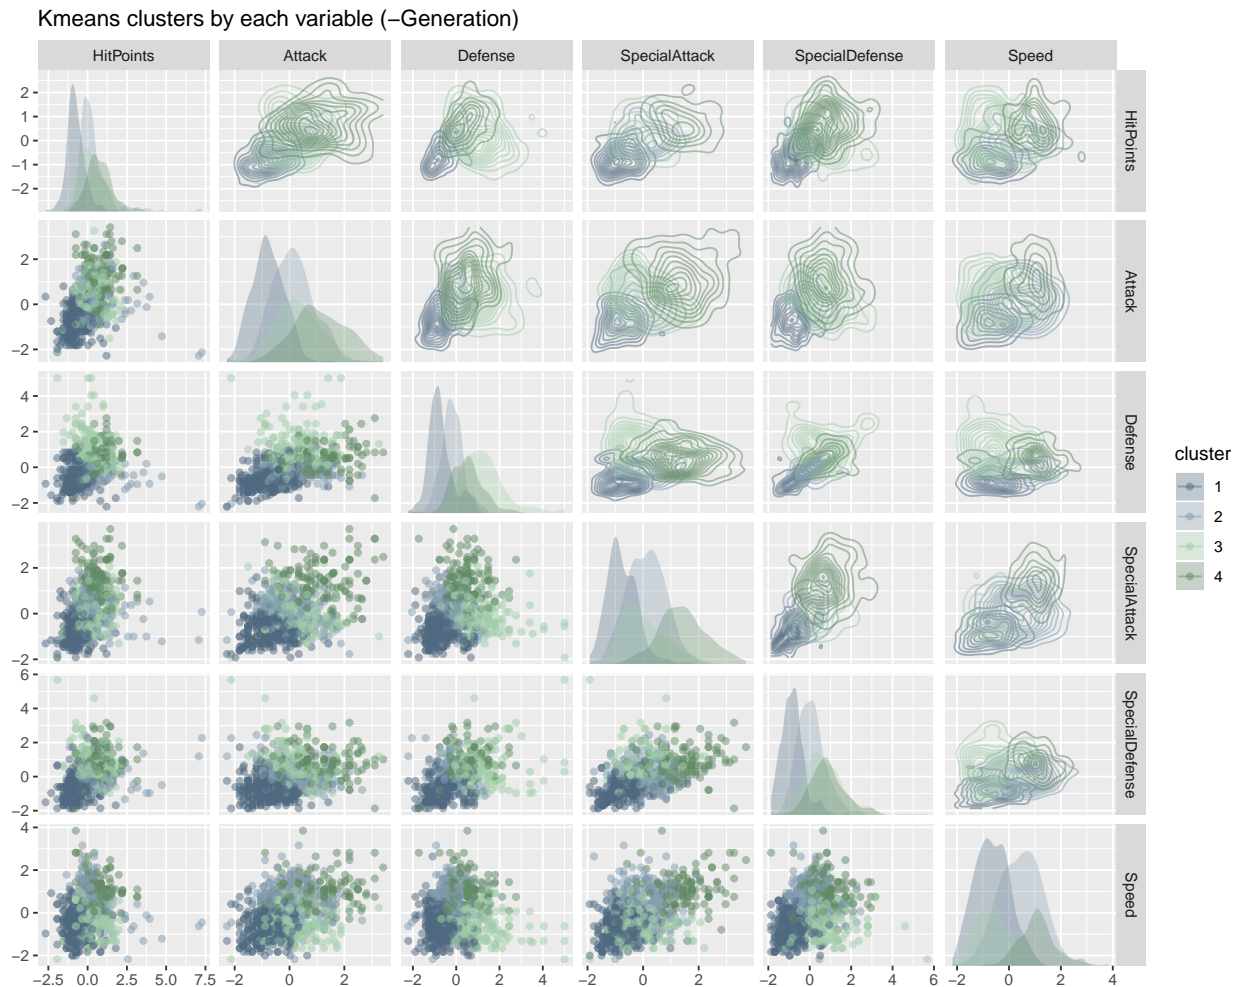 Kmeans clusters by each variable (−Generation)
HitPoints Attack Defense SpecialAttack SpecialDefense Speed
2
1
0
−1
−2
HitPoints
2
0
−2
Attack
4
2
0
−2
Defense
2
0
−2
SpecialAttack
6
4
2
0
−2
SpecialDefense
4
2
0
−2
Speed
−2.5 0.0 2.5 5.0 7.5 −2 0 2 −2 0 2 4 −2 0 2 −2 0 2 4 6 −2 0 2 4
cluster
1
2
3
4